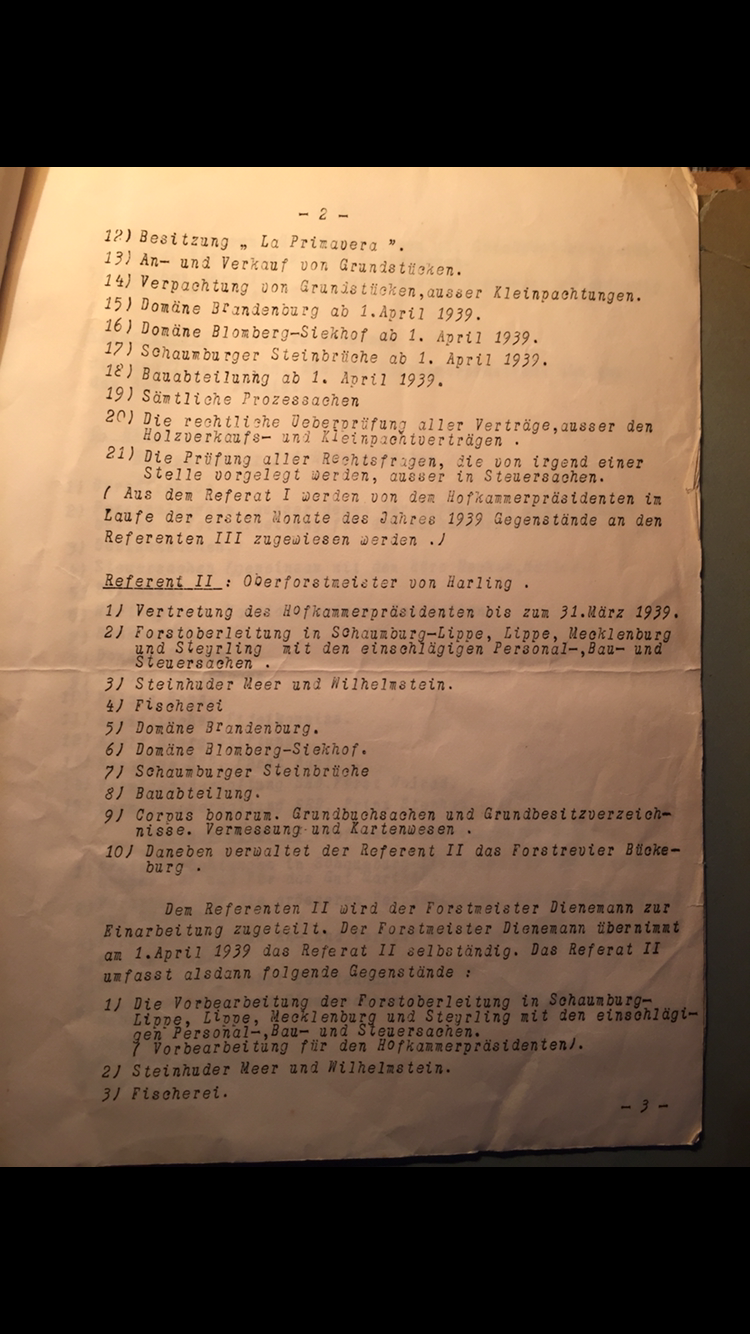 - 2 -
12) Besitzung „ La Primavera ".
13) An- und Verkauf von Grundstücken.
14) Verpachtung von Grundstücken,ausser Kleinpachtungen.
15) Domäne Brandenburg ab 1.April 1939.
16) Domäne Blomberg-Siekhof ab 1. April 1939.
17) Schaumburger Steinbrüche ab 1. April 1939.
18) Bauabteilunhg ab 1. April 1939.
19) Sämtliche Prozessachen
20) Die rechtliche Ueberprüfung aller Verträge,ausser den
Holzverkaufs- und Kleinpachtverträgen .
21) Die Prüfung aller Rechtsfragen, die von irgend einer
Stelle vorgelegt werden, ausser in Steuersachen.
( Aus dem Referat I werden von dem Hofkammerpräsidenten im
Laufe der ersten Monate des Jahres 1939 Gegenstände an den
Referenten III zugewiesen werden .)
Referent II : Oberforstmeister von Harling .
1) Vertretung des Hofkammerpräsidenten bis zum 31.März 1939.
2) Forstoberleitung in Schaumburg-Lippe, Lippe, Mecklenburg
und Steyrling mit den einschlägigen Personal-,Bau- und
Steuersachen .
3) Steinhuder Meer und Wilhelmstein.
4) Fischerei
5) Domäne Brandenburg.
6) Domäne Blomberg-Siekhof.
7) Schaumburger Steinbrüche
8) Bauabteilung.
9) Corpus bonorum. Grundbuchsachen und Grundbesitzverzeich-
nisse. Vermessung und Kartenwesen .
10) Daneben verwaltet der Referent II das Forstrevier Bücke-
burg .
Dem Referenten II wird der Forstmeister Dienemann zur
Einarbeitung zugeteilt. Der Forstmeister Dienemann übernimmt
am 1.April 1939 das Referat II selbständig. Das Referat II
umfasst alsdann folgende Gegenstände :
1) Die Vorbearbeitung der Forstoberleitung in Schaumburg-
Lippe, Lippe, Mecklenburg und Steyrling mit den einschlägi-
gen Personal-,Bau- und Steuersachen.
( Vorbearbeitung für den Hofkammerpräsidenten).
2) Steinhuder Meer und Wilhelmstein.
3) Fischerei.
- 3 -